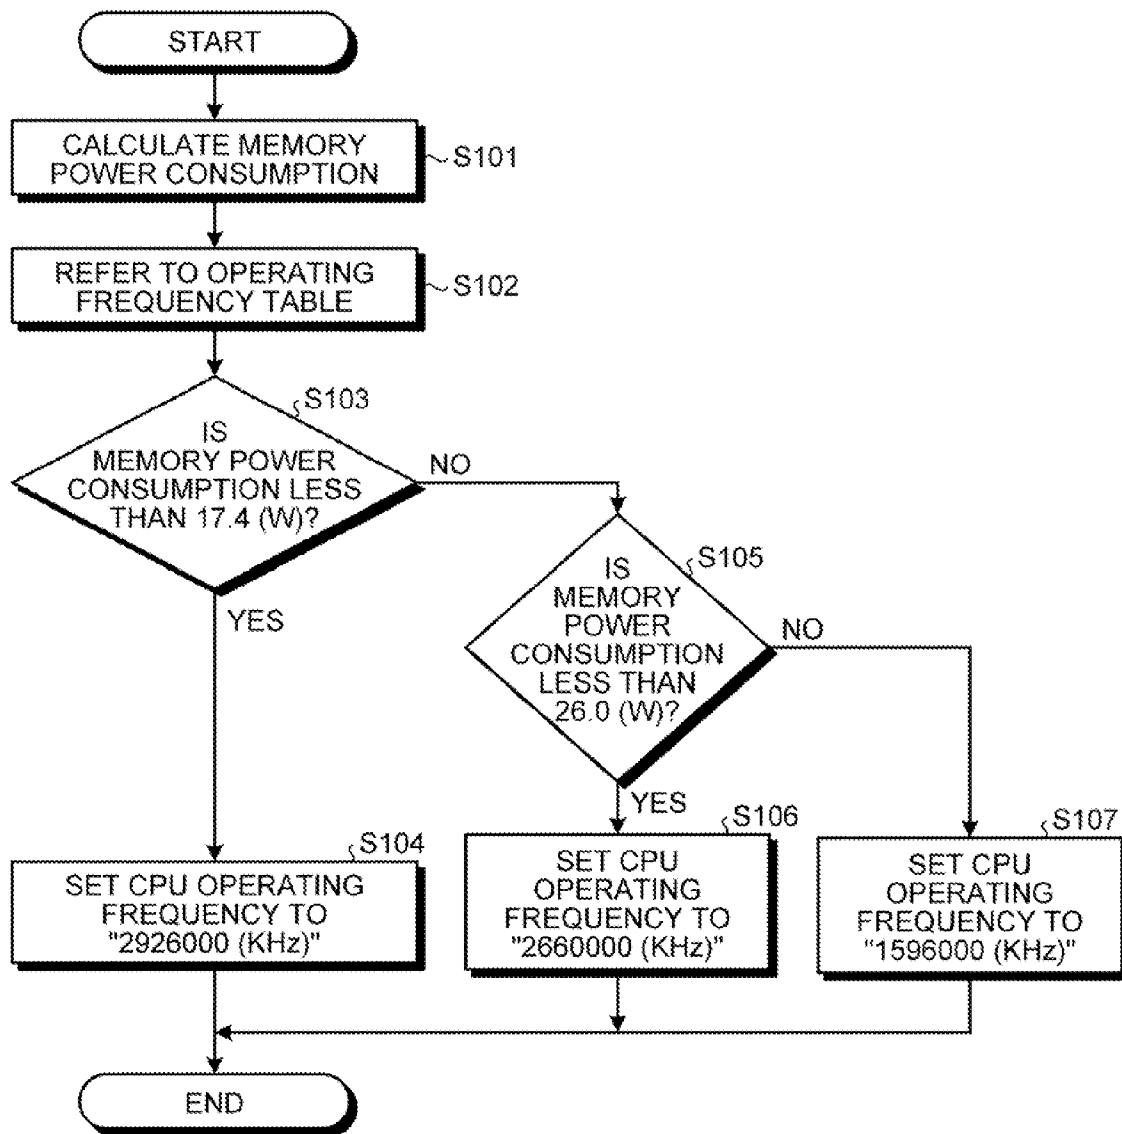 START
CALCULATE MEMORY
POWER CONSUMPTION
S101
REFER TO OPERATING
FREQUENCY TABLE
S102
S103
IS
MEMORY POWER
CONSUMPTION LESS
THAN 17.4 (W)?
NO
YES
S105
IS
MEMORY
POWER
CONSUMPTION
LESS THAN
26.0 (W)?
NO
YES
S104
SET CPU OPERATING
FREQUENCY TO
"2926000 (KHz)"
S106
SET CPU
OPERATING
FREQUENCY TO
"2660000 (KHz)"
S107
SET CPU
OPERATING
FREQUENCY TO
"1596000 (KHz)"
END